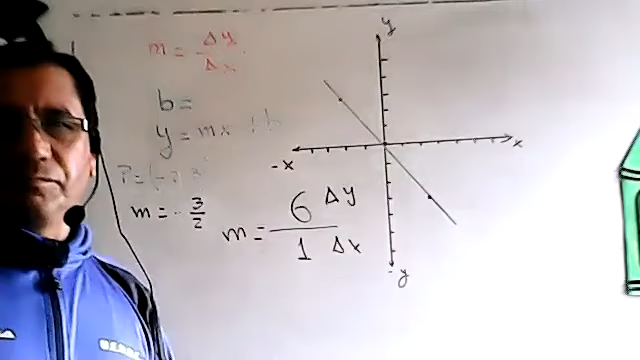 m = Δy
Δx
b =
y = mx + b
m = - 3
2
m = 6 Δy
1 Δx
y
-x
x
-y